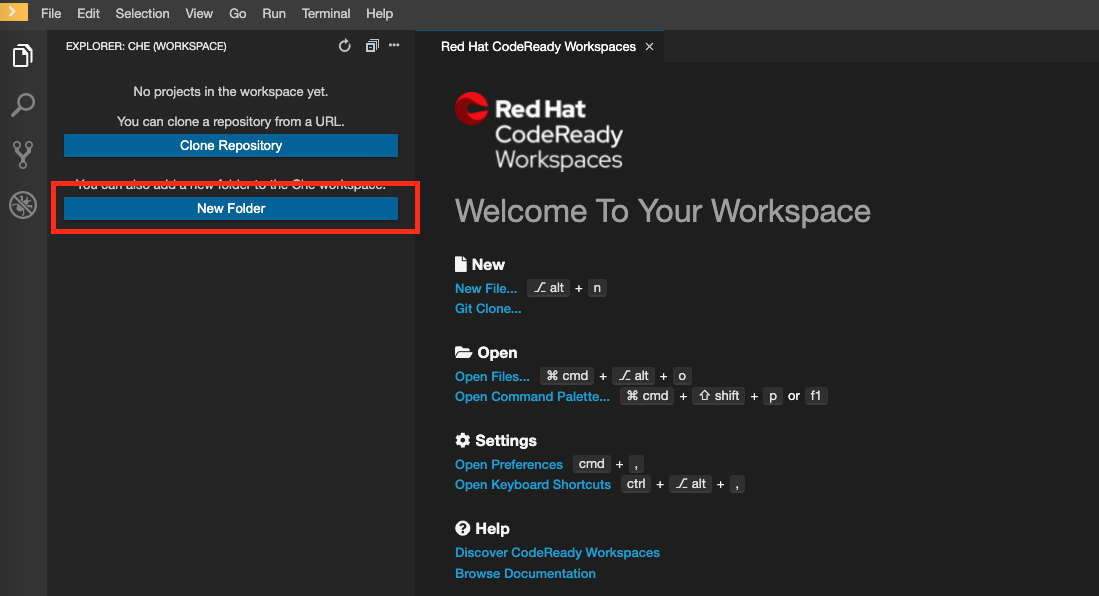 File Edit Selection View Go Run Terminal Help
EXPLORER: CHE (WORKSPACE)
No projects in the workspace yet.
You can clone a repository from a URL.
Clone Repository
You can also add a new folder to the Che workspace.
New Folder
Red Hat CodeReady Workspaces
Red Hat
CodeReady
Workspaces
Welcome To Your Workspace
New
New File... ⌥ alt + n
Git Clone...
Open
Open Files... ⌘ cmd + ⌥ alt + o
Open Command Palette... ⌘ cmd + ⇧ shift + p or f1
Settings
Open Preferences cmd + ,
Open Keyboard Shortcuts ctrl + ⌥ alt + ,
Help
Discover CodeReady Workspaces
Browse Documentation